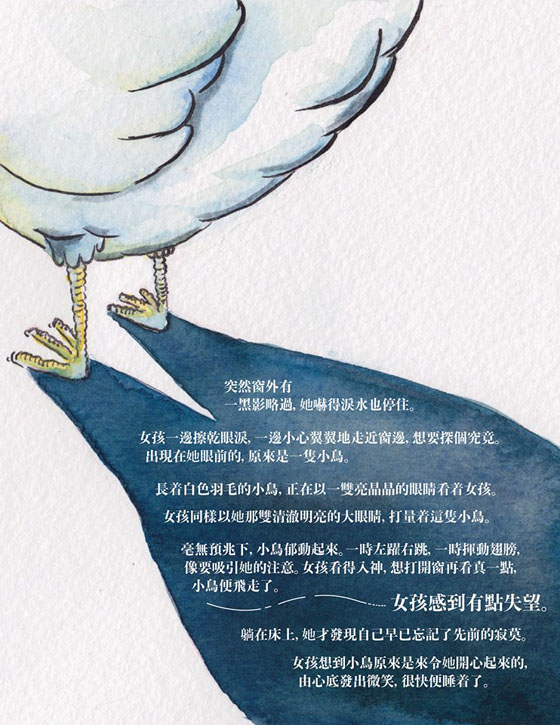 突然窗外有
一黑影略過, 她嚇得淚水也停住。
女孩一邊擦乾眼淚, 一邊小心翼翼地走近窗邊, 想要探個究竟。
出現在她眼前的, 原來是一隻小鳥。
長着白色羽毛的小鳥, 正在以一雙亮晶晶的眼睛看着女孩。
女孩同樣以她那雙清澈明亮的大眼睛, 打量着這隻小鳥。
毫無預兆下, 小鳥郁動起來。一時左躍右跳, 一時揮動翅膀,
像要吸引她的注意。女孩看得入神, 想打開窗再看真一點,
小鳥便飛走了。
女孩感到有點失望。
躺在床上, 她才發現自己早已忘記了先前的寂寞。
女孩想到小鳥原來是來令她開心起來的,
由心底發出微笑, 很快便睡着了。